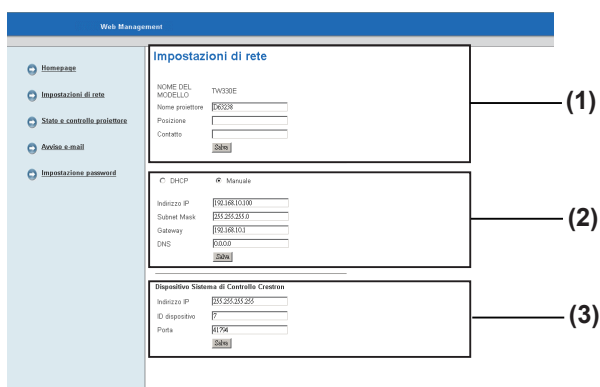 Web Management
Homepage
Impostazioni di rete
Stato e controllo proiettore
Avviso e-mail
Impostazione password
Impostazioni di rete
NOME DEL MODELLO TW330E
Nome proiettore D63238
Posizione
Contatto
Salva
(1)
DHCP Manuale
Indirizzo IP 192.168.10.100
Subnet Mask 255.255.255.0
Gateway 192.168.10.1
DNS 0.0.0.0
Salva
(2)
Dispositivo Sistema di Controllo Crestron
Indirizzo IP 255.255.255.255
ID dispositivo 7
Porta 41794
Salva
(3)